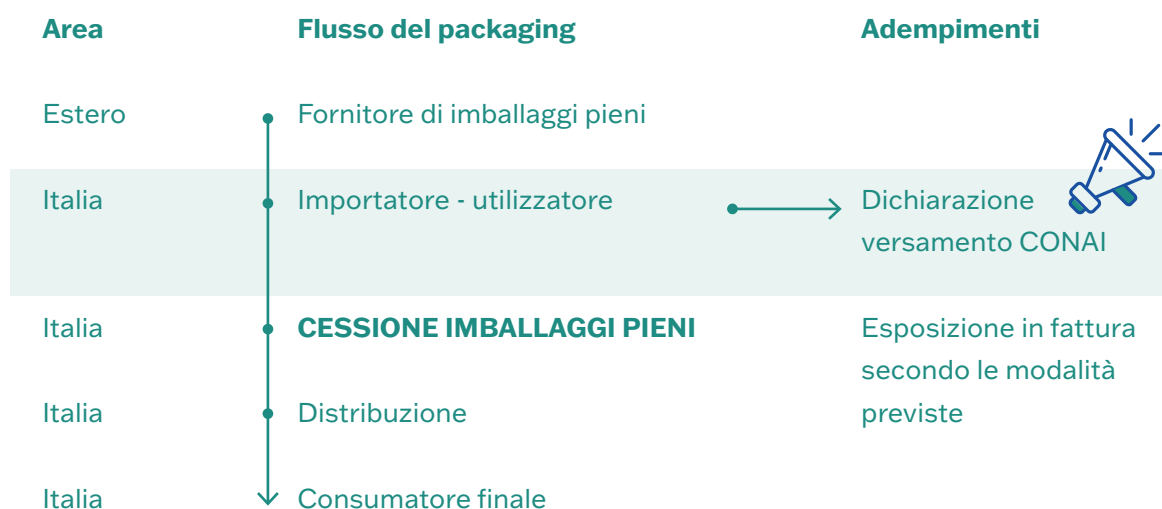 Area Flusso del packaging Adempimenti
Estero Fornitore di imballaggi pieni
Italia Importatore - utilizzatore Dichiarazione
versamento CONAI
Italia CESSIONE IMBALLAGGI PIENI Esposizione in fattura
secondo le modalità
Italia Distribuzione previste
Italia Consumatore finale